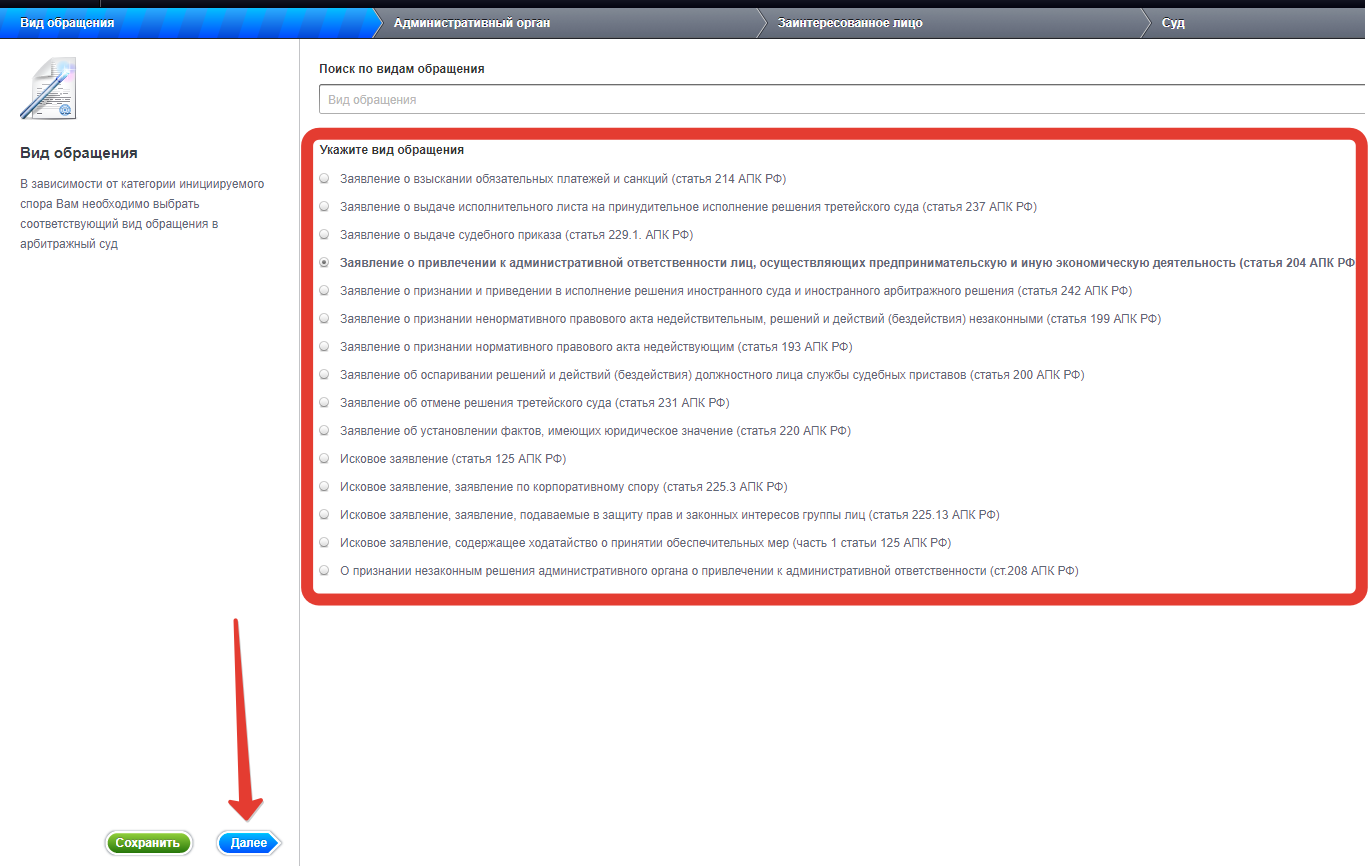 Вид обращения
Административный орган
Заинтересованное лицо
Суд
Вид обращения
В зависимости от категории инициируемого
спора Вам необходимо выбрать
соответствующий вид обращения в
арбитражный суд
Поиск по видам обращения
Вид обращения
Укажите вид обращения
Заявление о взыскании обязательных платежей и санкций (статья 214 АПК РФ)
Заявление о выдаче исполнительного листа на принудительное исполнение решения третейского суда (статья 237 АПК РФ)
Заявление о выдаче судебного приказа (статья 229.1. АПК РФ)
Заявление о привлечении к административной ответственности лиц, осуществляющих предпринимательскую и иную экономическую деятельность (статья 204 АПК РФ
Заявление о признании и приведении в исполнение решения иностранного суда и иностранного арбитражного решения (статья 242 АПК РФ)
Заявление о признании ненормативного правового акта недействительным, решений и действий (бездействия) незаконными (статья 199 АПК РФ)
Заявление о признании нормативного правового акта недействующим (статья 193 АПК РФ)
Заявление об оспаривании решений и действий (бездействия) должностного лица службы судебных приставов (статья 200 АПК РФ)
Заявление об отмене решения третейского суда (статья 231 АПК РФ)
Заявление об установлении фактов, имеющих юридическое значение (статья 220 АПК РФ)
Исковое заявление (статья 125 АПК РФ)
Исковое заявление, заявление по корпоративному спору (статья 225.3 АПК РФ)
Исковое заявление, заявление, подаваемые в защиту прав и законных интересов группы лиц (статья 225.13 АПК РФ)
Исковое заявление, содержащее ходатайство о принятии обеспечительных мер (часть 1 статьи 125 АПК РФ)
О признании незаконным решения административного органа о привлечении к административной ответственности (ст.208 АПК РФ)
Сохранить
Далее